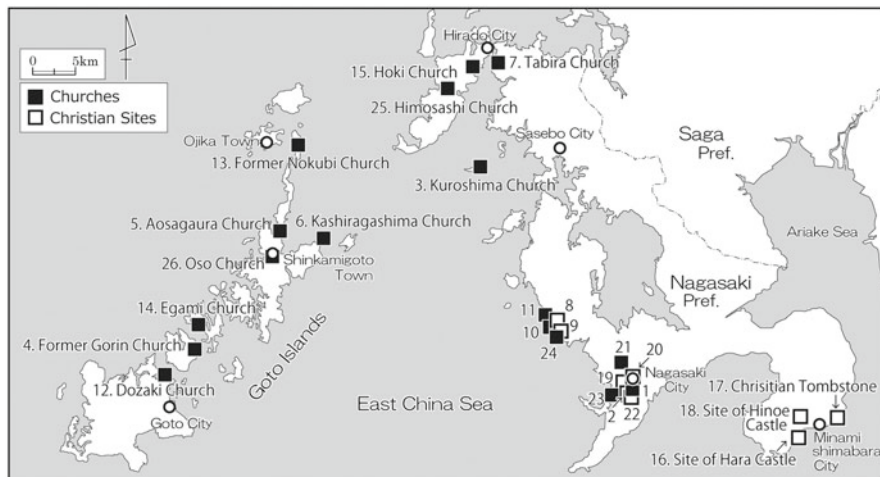 0 5km
Churches
Christian Sites
Hirado City
15. Hoki Church
7. Tabira Church
25. Himosashi Church
Ojika Town
Sasebo City
Saga
Pref.
13. Former Nokubi Church
3. Kuroshima Church
5. Aosagaura Church
6. Kashiragashima Church
Ariake Sea
26. Oso Church
Shinkamigoto
Town
Nagasaki
Pref.
14. Egami Church
11
8
10
9
24
4. Former Gorin Church
Goto Islands
21
20
12. Dozaki Church
19
Nagasaki
City
1
23
2
22
Goto City
East China Sea
17. Chrisitian Tombstone
18. Site of Hinoe
Castle
Minami
shimabara
City
16. Site of Hara Castle